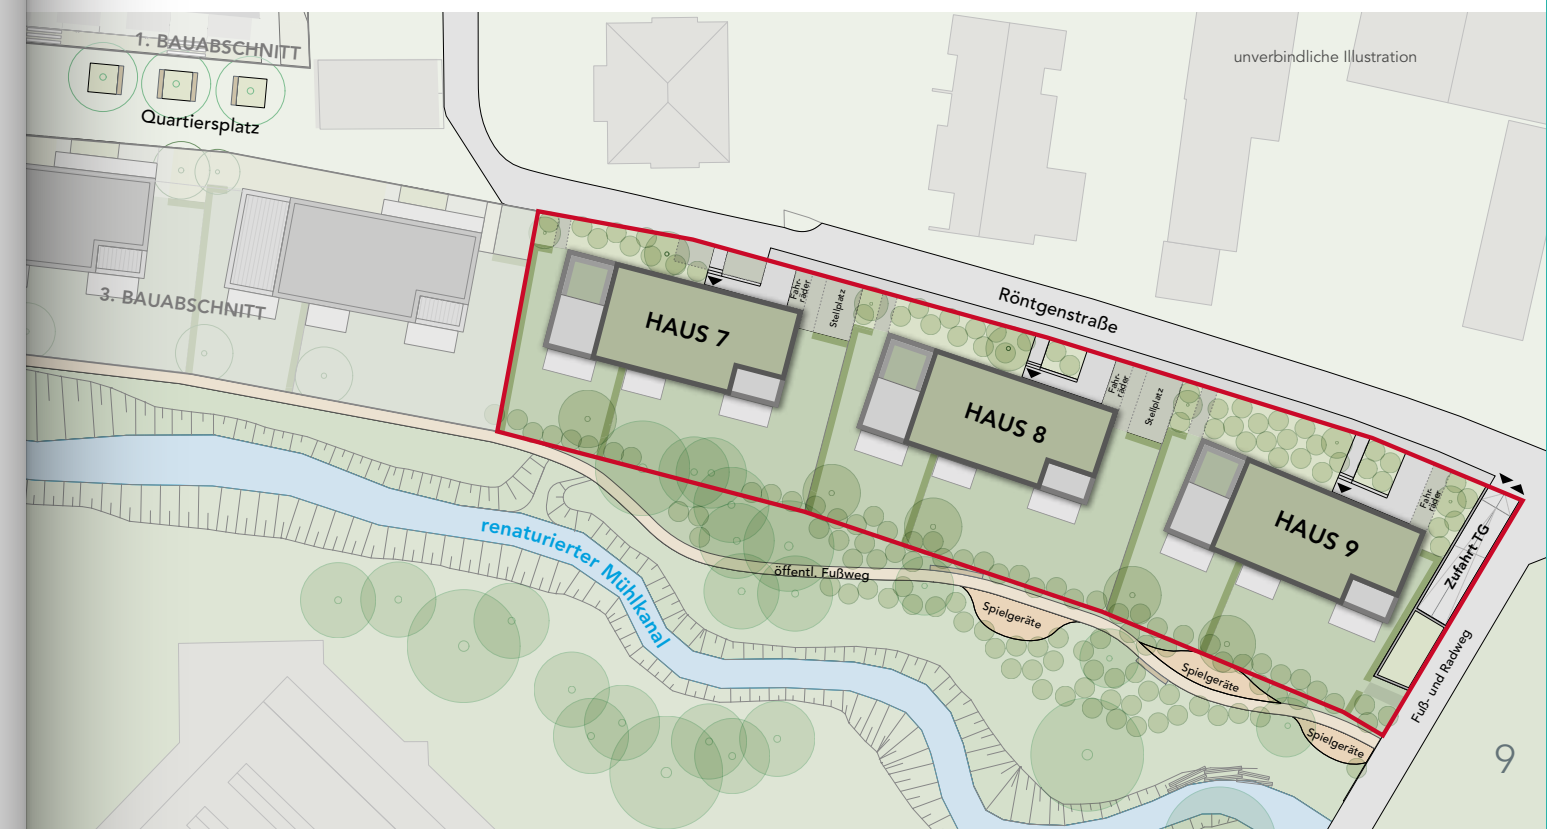 1. BAUABSCHNITT
unverbindliche Illustration
Quartiersplatz
3. BAUABSCHNITT
Röntgenstraße
HAUS 7
Fahr-
räder
Stellplatz
HAUS 8
Fahr-
räder
Stellplatz
HAUS 9
Fahr-
räder
Zufahrt TG
renaturierter Mühlkanal
öffentl. Fußweg
Spielgeräte
Spielgeräte
Spielgeräte
Fuß- und Radweg
9